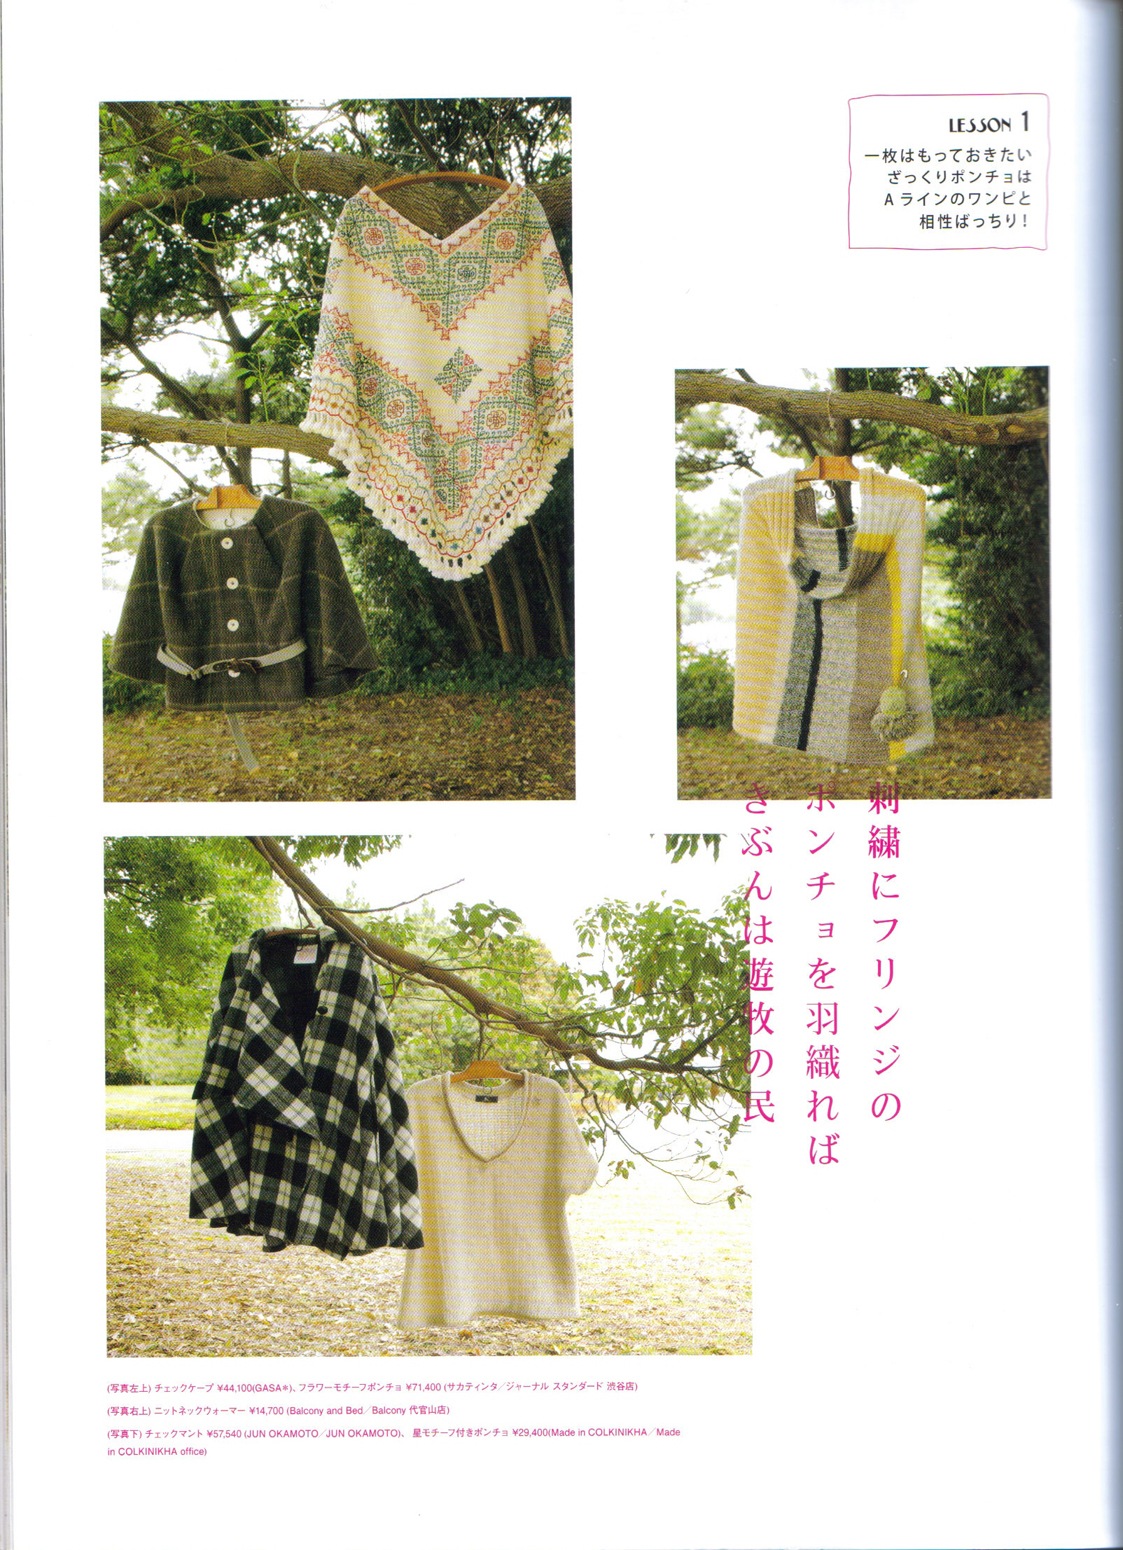 LESSON 1
一枚はもっておきたい
ざっくりポンチョは
Aラインのワンピと
相性ばっちり！
刺繍にフリンジの
ポンチョを羽織れば
きぶんは遊牧の民
(写真左上) チェックケープ ¥44,100(GASA＊)、フラワーモチーフポンチョ ¥71,400 (サカティンタ／ジャーナル スタンダード 渋谷店)
(写真右上) ニットネックウォーマー ¥14,700 (Balcony and Bed／Balcony 代官山店)
(写真下) チェックマント ¥57,540 (JUN OKAMOTO／JUN OKAMOTO)、 星モチーフ付きポンチョ ¥29,400(Made in COLKINIKHA／Made
in COLKINIKHA office)